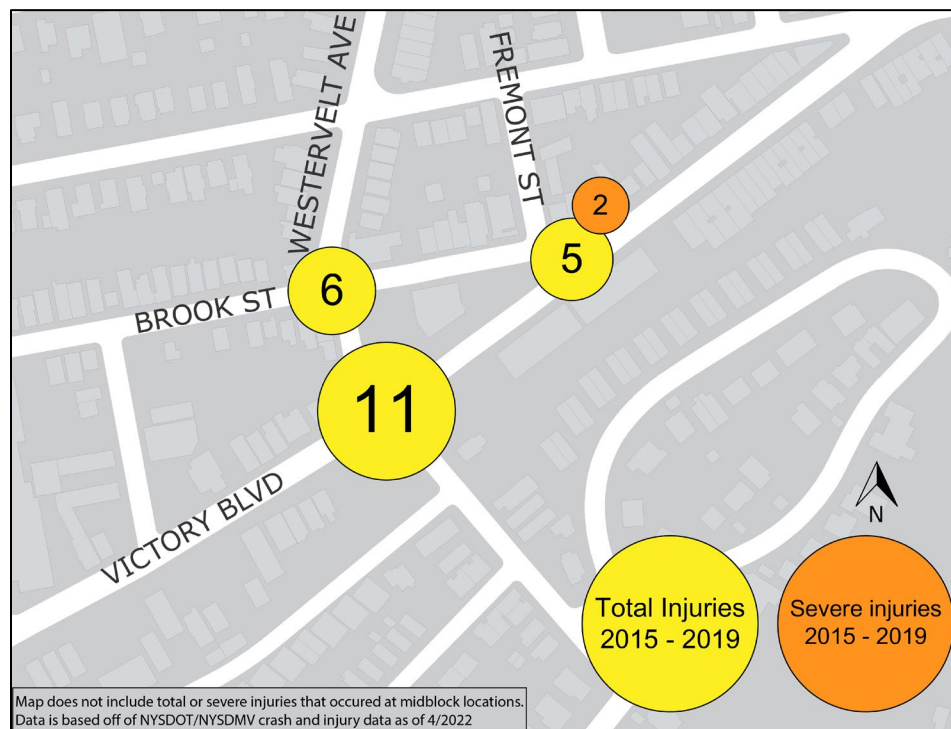 WESTERVELT AVE
FREMONT ST
2
5
6
BROOK ST
11
VICTORY BLVD
N
Total Injuries
2015 - 2019
Severe injuries
2015 - 2019
Map does not include total or severe injuries that occured at midblock locations.
Data is based off of NYSDOT/NYSDMV crash and injury data as of 4/2022